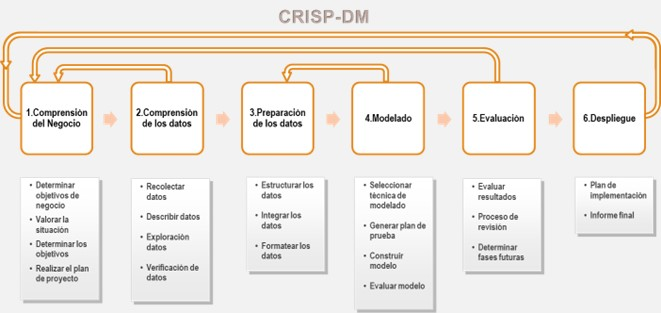 CRISP-DM
1.Comprensión
del Negocio
2.Comprensión
de los datos
3.Preparación
de los datos
4.Modelado
5.Evaluación
6.Despliegue
• Determinar
objetivos de
negocio
• Valorar la
situación
• Determinar los
objetivos
• Realizar el plan
de proyecto
• Recolectar
datos
• Describir datos
• Exploración
datos
• Verificación de
datos
• Estructurar los
datos
• Integrar los
datos
• Formatear los
datos
• Seleccionar
técnica de
modelado
• Generar plan de
prueba
• Construir
modelo
• Evaluar modelo
• Evaluar
resultados
• Proceso de
revisión
• Determinar
fases futuras
• Plan de
implementación
• Informe final